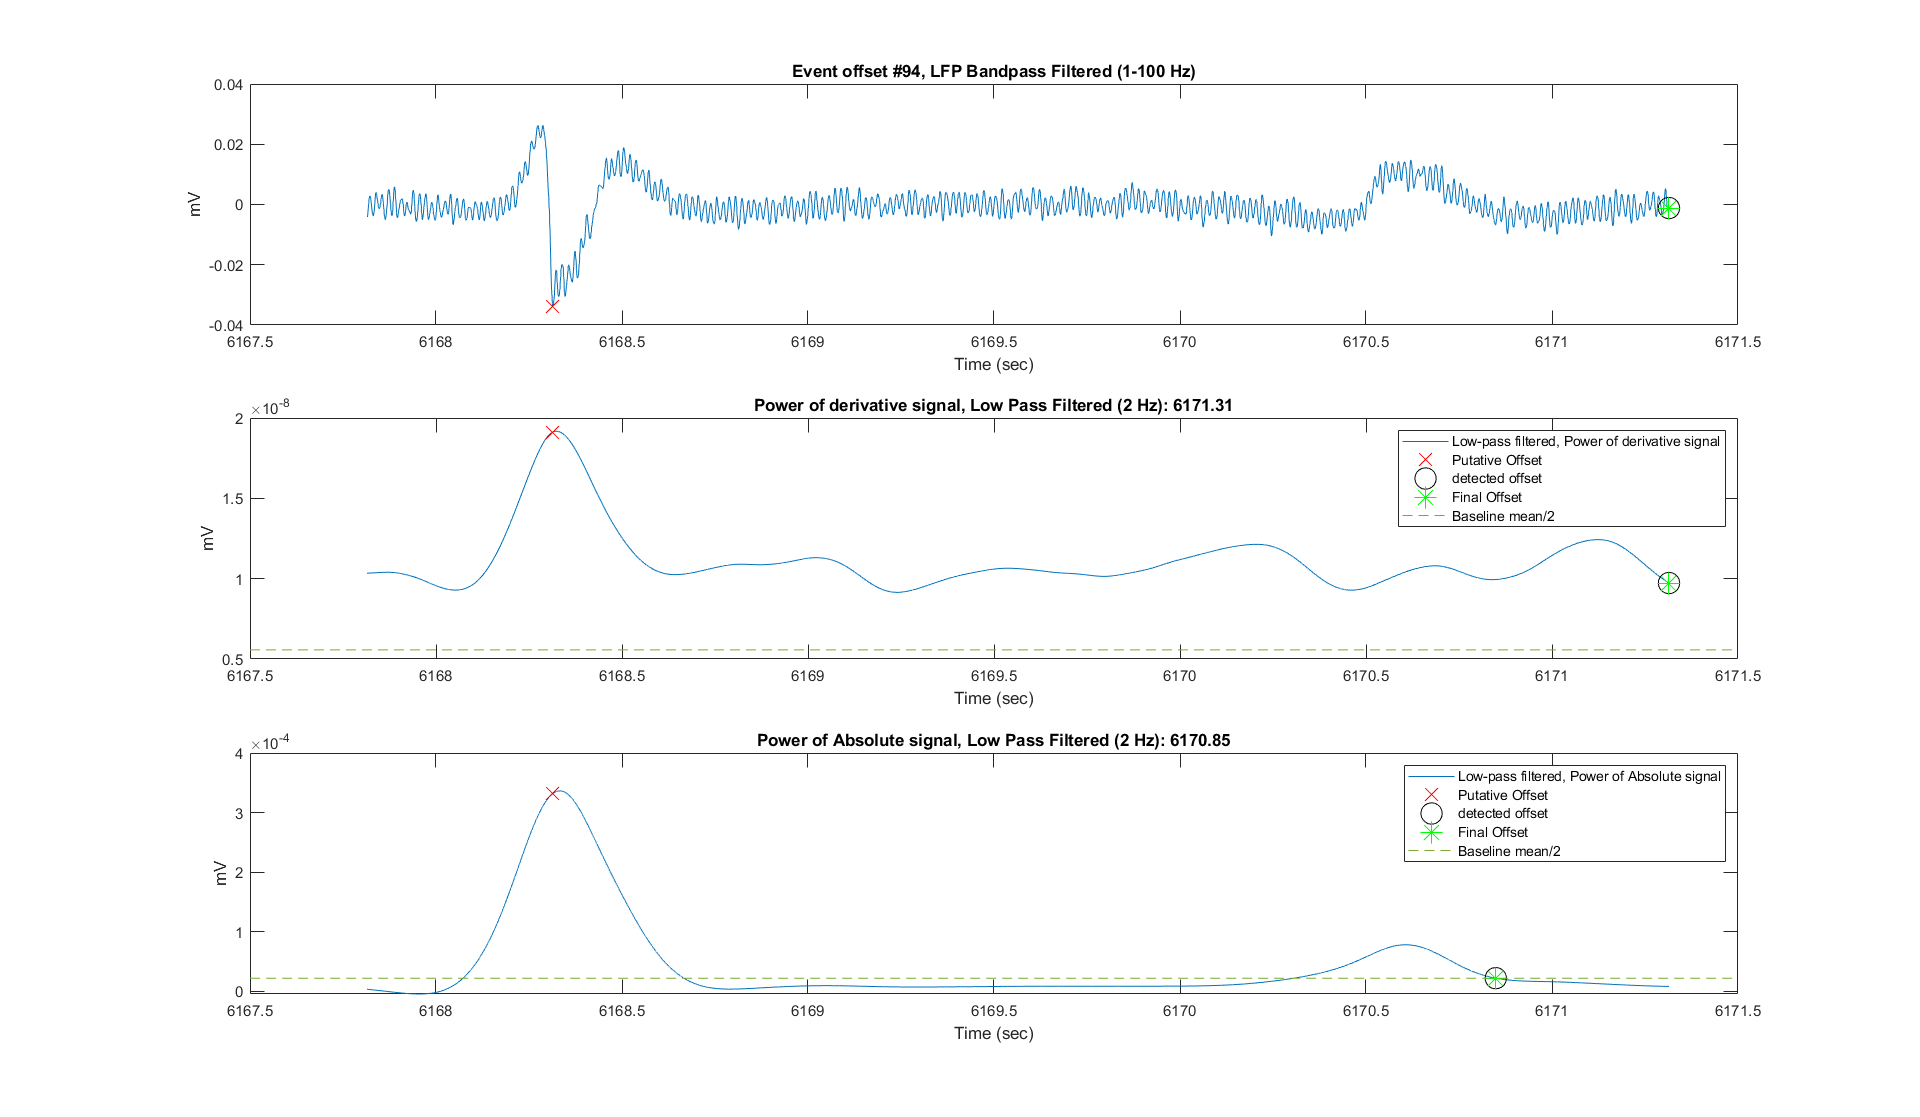 Event offset #94, LFP Bandpass Filtered (1-100 Hz)
0.04
0.02
0
-0.02
-0.04
mV
6167.5 6168 6168.5 6169 6169.5 6170 6170.5 6171 6171.5
Time (sec)
Power of derivative signal, Low Pass Filtered (2 Hz): 6171.31
×10-8
2
1.5
1
0.5
mV
Low-pass filtered, Power of derivative signal
Putative Offset
detected offset
Final Offset
Baseline mean/2
6167.5 6168 6168.5 6169 6169.5 6170 6170.5 6171 6171.5
Time (sec)
Power of Absolute signal, Low Pass Filtered (2 Hz): 6170.85
×10-4
4
3
2
1
0
mV
Low-pass filtered, Power of Absolute signal
Putative Offset
detected offset
Final Offset
Baseline mean/2
6167.5 6168 6168.5 6169 6169.5 6170 6170.5 6171 6171.5
Time (sec)